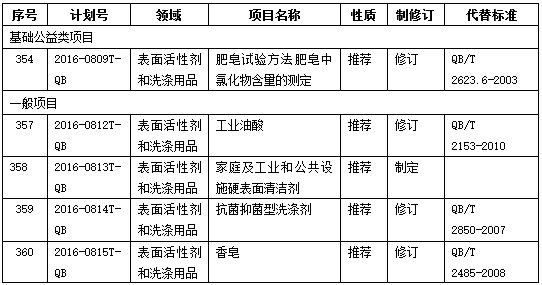 序号 计划号 领域 项目名称 性质 制修订 代替标准
基础公益类项目
354 2016-0809T- 表面活性剂 肥皂试验方法 肥皂中 推荐 修订 QB/T
QB 和洗涤用品 氯化物含量的测定 2623.6-2003
一般项目
357 2016-0812T- 表面活性剂 工业油酸 推荐 修订 QB/T
QB 和洗涤用品 2153-2010
358 2016-0813T- 表面活性剂 家庭及工业和公共设 推荐 制定
QB 和洗涤用品 施硬表面清洁剂
359 2016-0814T- 表面活性剂 抗菌抑菌型洗涤剂 推荐 修订 QB/T
QB 和洗涤用品 2850-2007
360 2016-0815T- 表面活性剂 香皂 推荐 修订 QB/T
QB 和洗涤用品 2485-2008